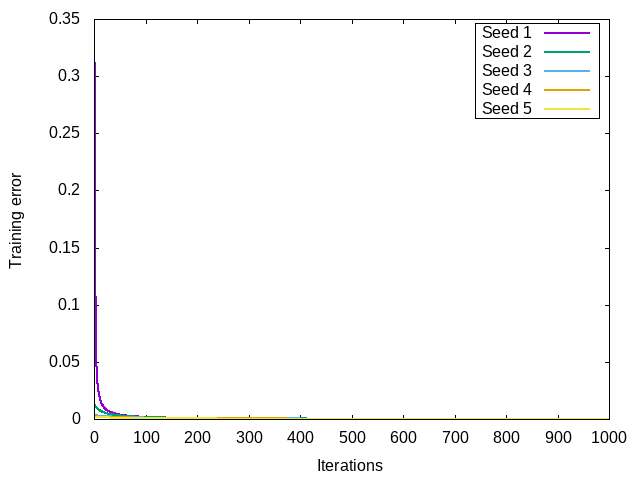 0.35
0.3
0.25
0.2
0.15
0.1
0.05
0
Training error
Seed 1
Seed 2
Seed 3
Seed 4
Seed 5
0 100 200 300 400 500 600 700 800 900 1000
Iterations